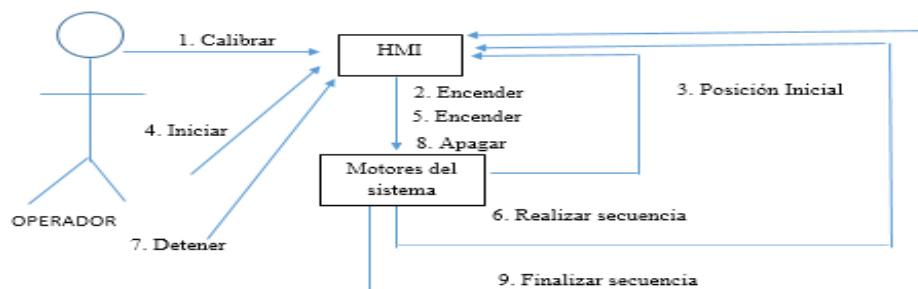 1. Calibrar
HMI
2. Encender
3. Posición Inicial
5. Encender
4. Iniciar
8. Apagar
Motores del
sistema
6. Realizar secuencia
OPERADOR
7. Detener
9. Finalizar secuencia